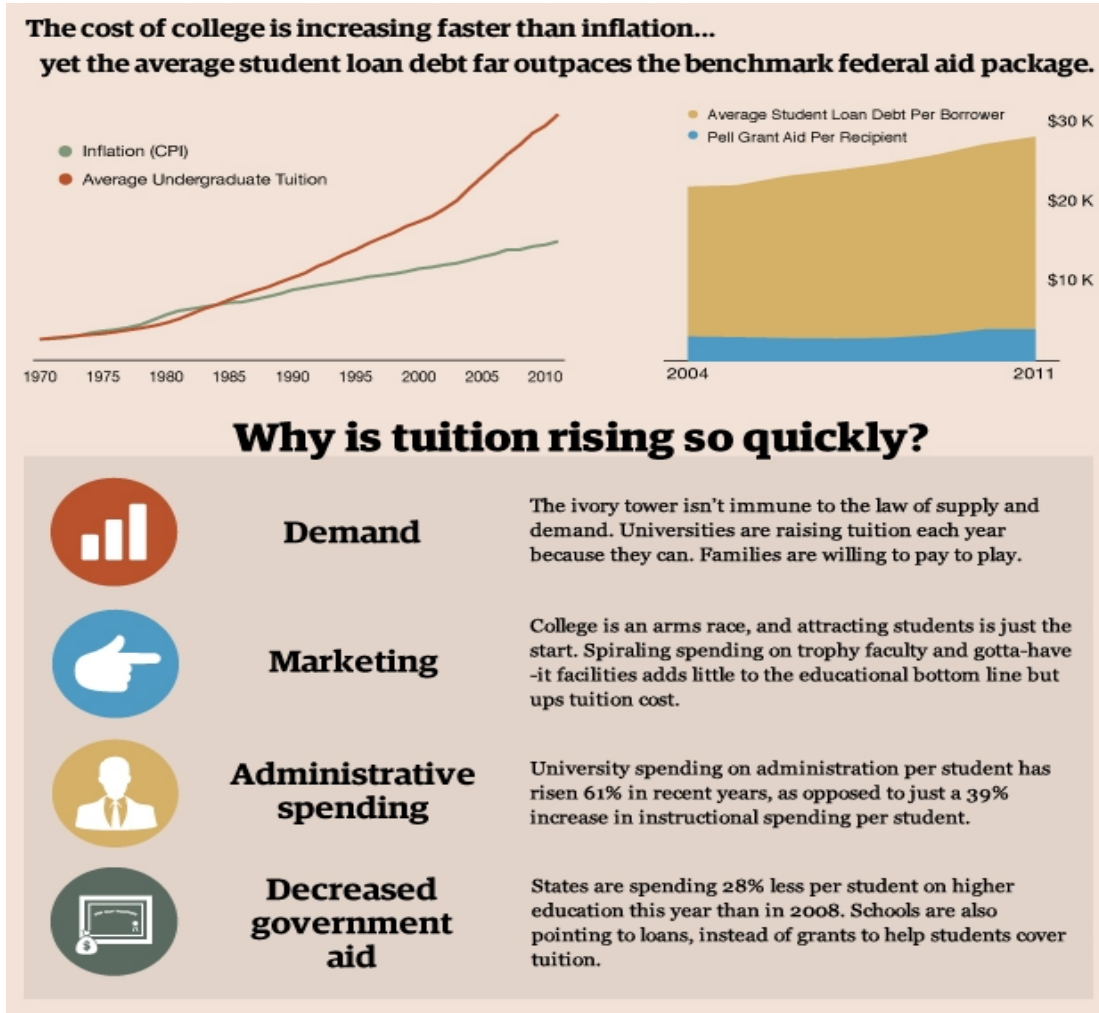 The cost of college is increasing faster than inflation...
yet the average student loan debt far outpaces the benchmark federal aid package.
Inflation (CPI)
Average Undergraduate Tuition
1970 1975 1980 1985 1990 1995 2000 2005 2010
Average Student Loan Debt Per Borrower
Pell Grant Aid Per Recipient
$30 K
$20 K
$10 K
2004 2011
Why is tuition rising so quickly?
Demand
The ivory tower isn't immune to the law of supply and
demand. Universities are raising tuition each year
because they can. Families are willing to pay to play.
Marketing
College is an arms race, and attracting students is just the
start. Spiraling spending on trophy faculty and gotta-have
-it facilities adds little to the educational bottom line but
ups tuition cost.
Administrative
spending
University spending on administration per student has
risen 61% in recent years, as opposed to just a 39%
increase in instructional spending per student.
$
Decreased
government
aid
States are spending 28% less per student on higher
education this year than in 2008. Schools are also
pointing to loans, instead of grants to help students cover
tuition.